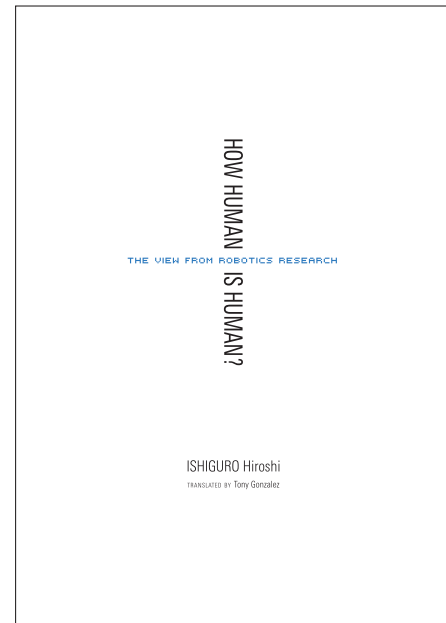 HOW HUMAN IS HUMAN?
THE VIEW FROM ROBOTICS RESEARCH
ISHIGURO Hiroshi
TRANSLATED BY Tony Gonzalez